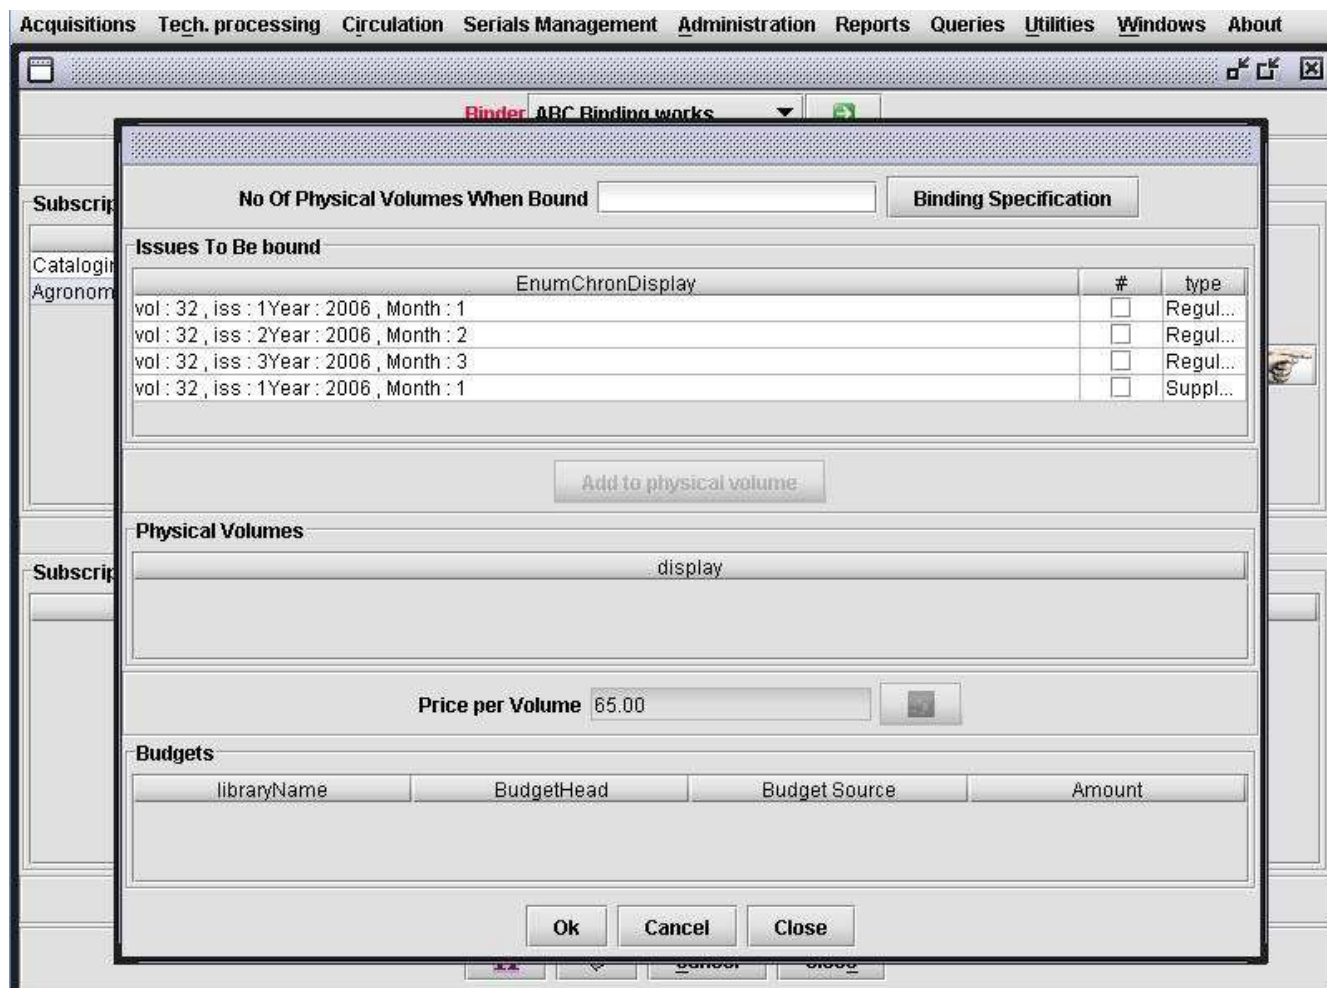 Acquisitions Tech. processing Circulation Serials Management Administration Reports Queries Utilities Windows About
Binder ABC Binding works
No Of Physical Volumes When Bound Binding Specification
Subscrip
Issues To Be bound
EnumChronDisplay # type
Catalogin
vol : 32 , iss : 1Year : 2006 , Month : 1 Regul...
Agronom
vol : 32 , iss : 2Year : 2006 , Month : 2 Regul...
vol : 32 , iss : 3Year : 2006 , Month : 3 Regul...
vol : 32 , iss : 1Year : 2006 , Month : 1 Suppl...
Add to physical volume
Physical Volumes
display
Subscrip
Price per Volume 65.00
Budgets
libraryName BudgetHead Budget Source Amount
Ok Cancel Close